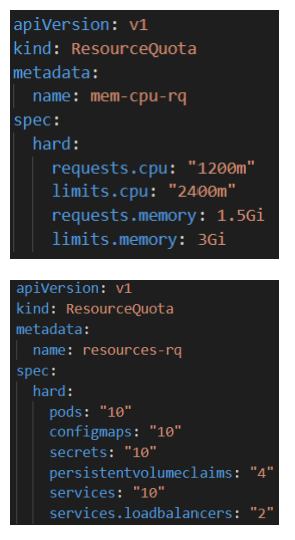 apiVersion: v1
kind: ResourceQuota
metadata:
  name: mem-cpu-rq
spec:
  hard:
    requests.cpu: "1200m"
    limits.cpu: "2400m"
    requests.memory: 1.5Gi
    limits.memory: 3Gi
apiVersion: v1
kind: ResourceQuota
metadata:
  name: resources-rq
spec:
  hard:
    pods: "10"
    configmaps: "10"
    secrets: "10"
    persistentvolumeclaims: "4"
    services: "10"
    services.loadbalancers: "2"